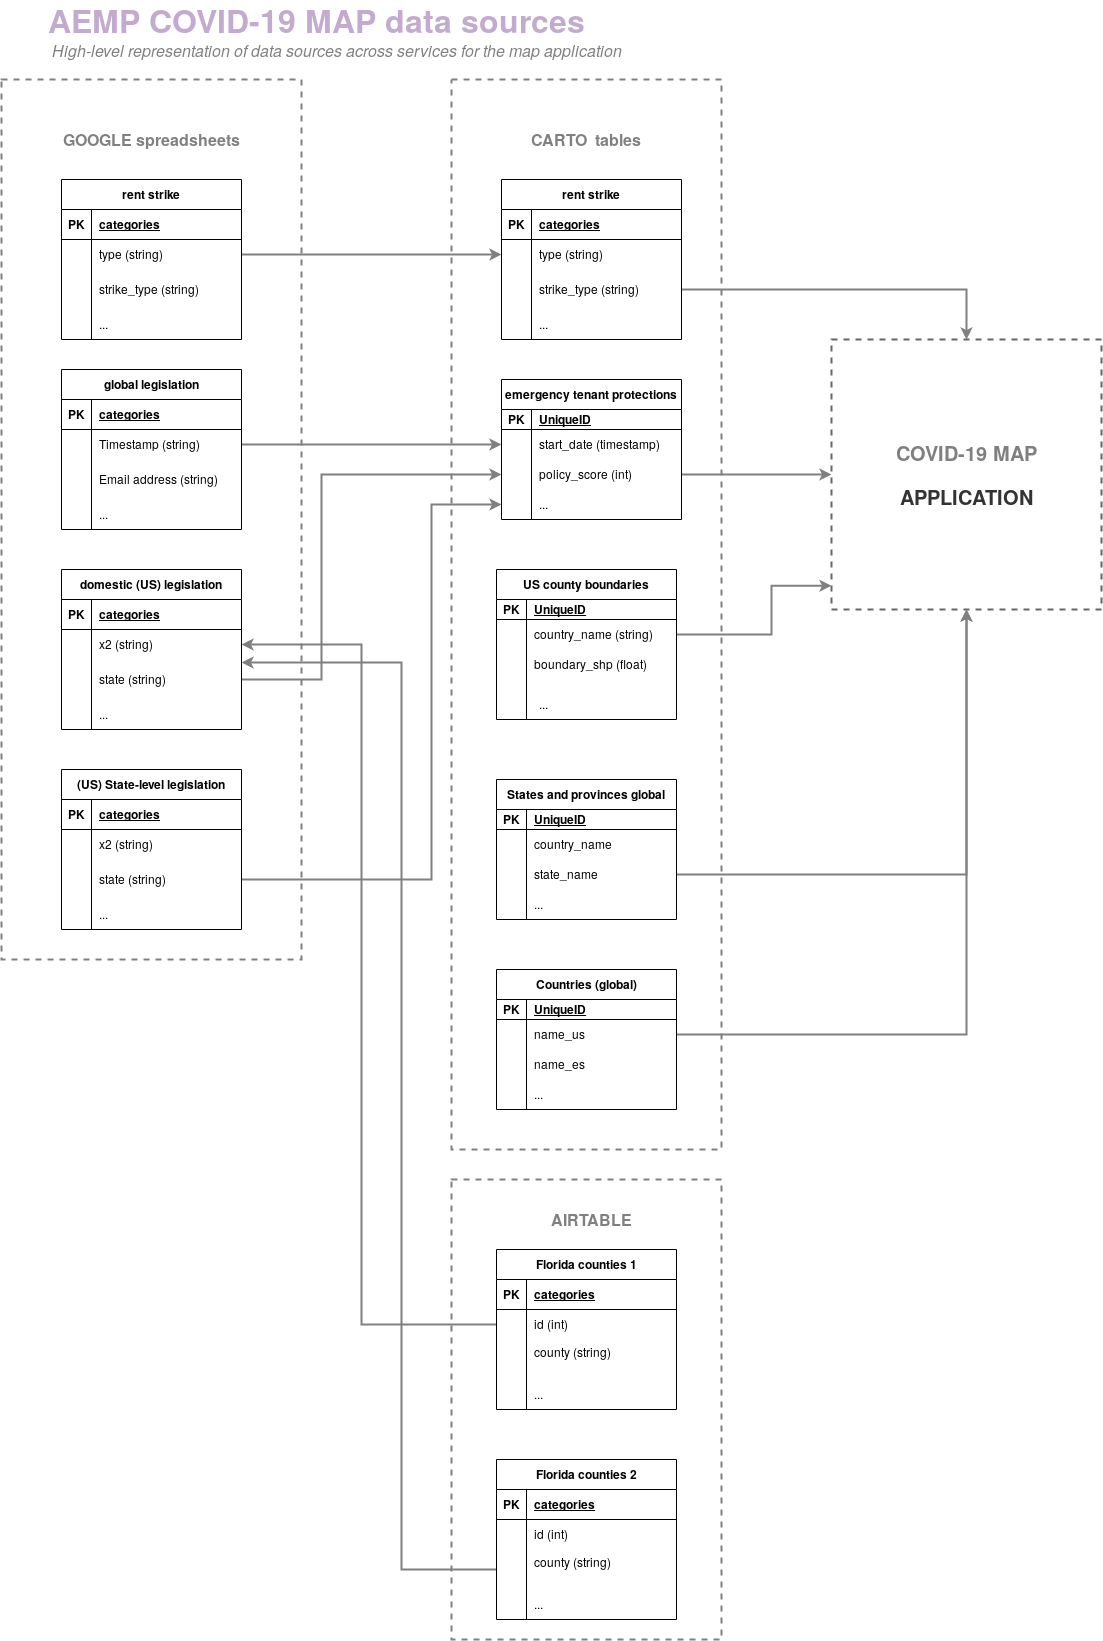 AEMP COVID-19 MAP data sources
High-level representation of data sources across services for the map application
GOOGLE spreadsheets
rent strike
PK categories
type (string)
strike_type (string)
...
global legislation
PK categories
Timestamp (string)
Email address (string)
...
domestic (US) legislation
PK categories
x2 (string)
state (string)
...
(US) State-level legislation
PK categories
x2 (string)
state (string)
...
CARTO tables
rent strike
PK categories
type (string)
strike_type (string)
...
emergency tenant protections
PK UniqueID
start_date (timestamp)
policy_score (int)
...
US county boundaries
PK UniqueID
country_name (string)
boundary_shp (float)
...
States and provinces global
PK UniqueID
country_name
state_name
...
Countries (global)
PK UniqueID
name_us
name_es
...
AIRTABLE
Florida counties 1
PK categories
id (int)
county (string)
...
Florida counties 2
PK categories
id (int)
county (string)
...
COVID-19 MAP
APPLICATION